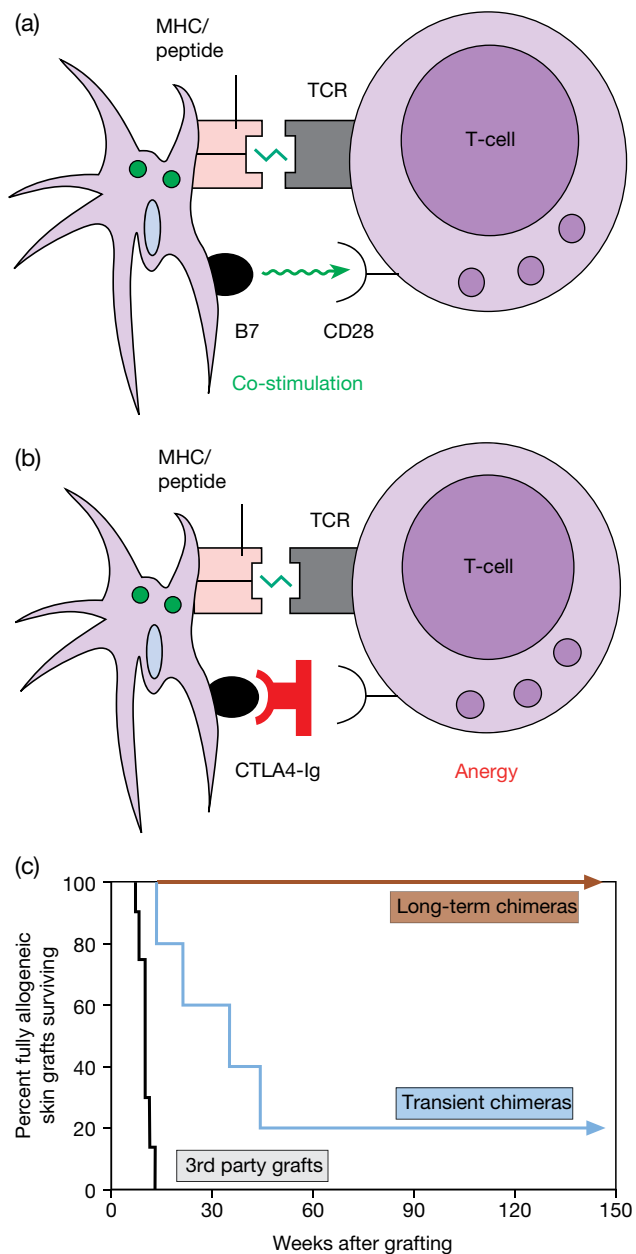 (a)
MHC/
peptide
TCR
T-cell
B7
CD28
Co-stimulation
(b)
MHC/
peptide
TCR
T-cell
CTLA4-Ig
Anergy
(c)
Percent fully allogeneic
skin grafts surviving
100
80
60
40
20
0
Long-term chimeras
Transient chimeras
3rd party grafts
0
30
60
90
120
150
Weeks after grafting